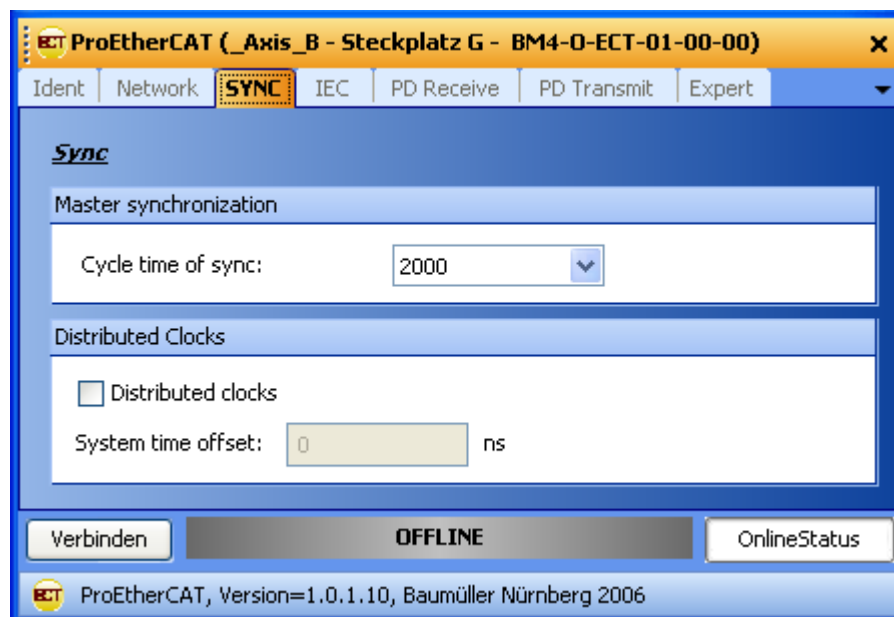 ECT ProEtherCAT (_Axis_B - Steckplatz G - BM4-O-ECT-01-00-00)
Ident Network SYNC IEC PD Receive PD Transmit Expert
Sync
Master synchronization
Cycle time of sync: 2000
Distributed Clocks
Distributed clocks
System time offset: 0 ns
Verbinden OFFLINE OnlineStatus
ECT ProEtherCAT, Version=1.0.1.10, Baumüller Nürnberg 2006